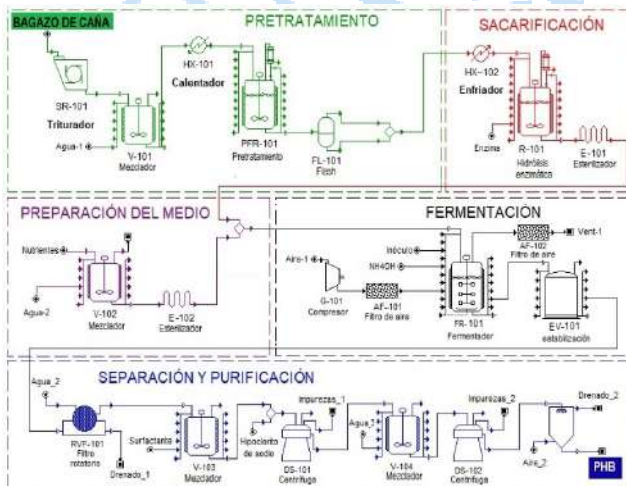 BAGAZO DE CAÑA
PRETRATAMIENTO
SACARIFICACIÓN
HX-101
Calentador
HX-102
Enfriador
SR-101
Triturador
Agua-1
V-101
Mezclador
PFR-101
Pretratamiento
FL-101
Flash
Enzima
R-101
Hidrólisis
enzimática
E-101
Esterilizador
PREPARACIÓN DEL MEDIO
FERMENTACIÓN
Nutrientes
Agua-2
V-102
Mezclador
E-102
Esterilizador
Aire-1
G-101
Compresor
AF-101
Filtro de aire
Inóculo
NH4OH
AF-102
Filtro de aire
Vent-1
FR-101
Fermentador
EV-101
estabilización
SEPARACIÓN Y PURIFICACIÓN
Agua_2
RVF-101
Filtro
rotatorio
Drenado_1
Surfactante
V-103
Mezclador
Hipoclorito
de sodio
Impurezas_1
DS-101
Centrífuga
V-104
Mezclador
Impurezas_2
DS-102
Centrífuga
Aire_2
Drenado_2
PHB